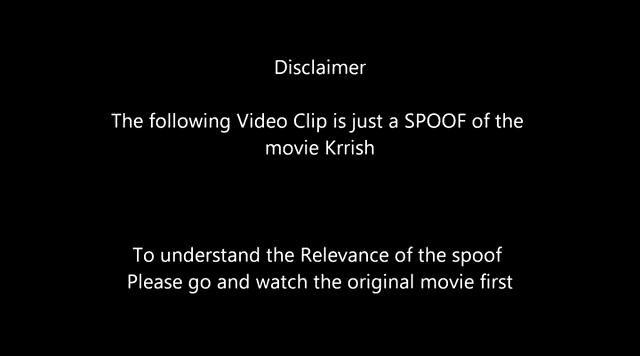 Disclaimer
The following Video Clip is just a SPOOF of the
movie Krrish
To understand the Relevance of the spoof
Please go and watch the original movie first